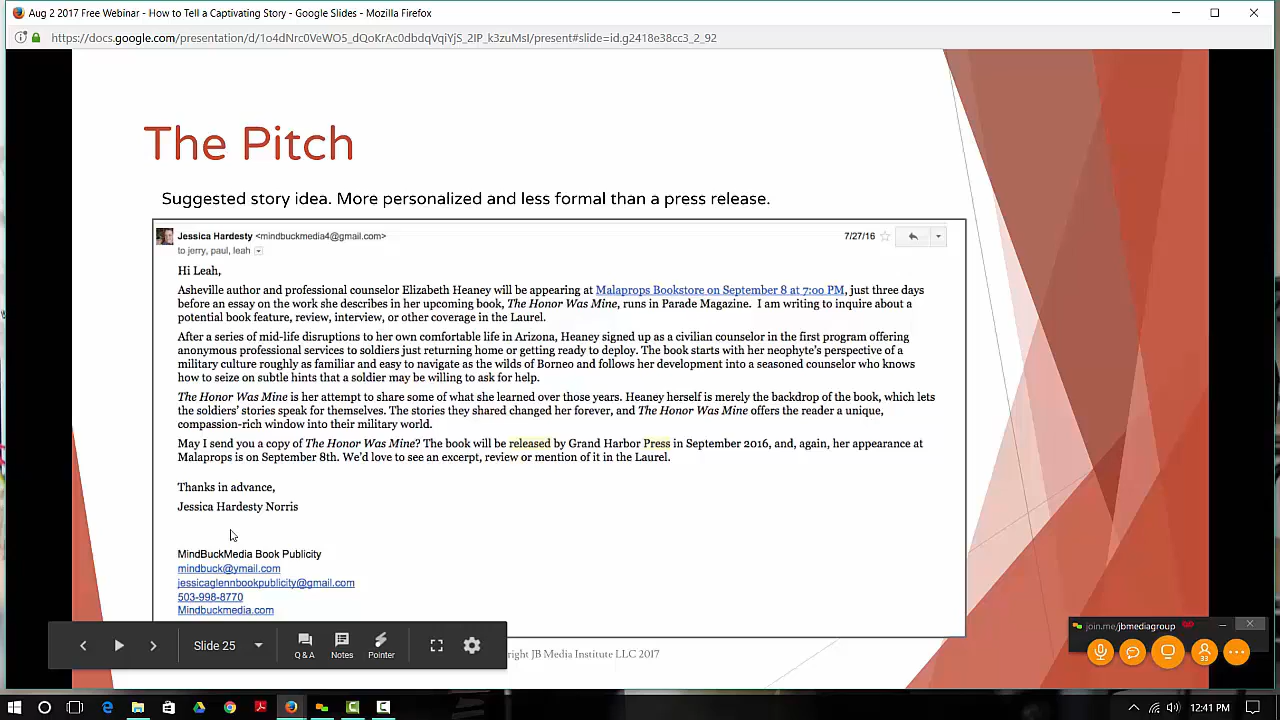 Aug 2 2017 Free Webinar - How to Tell a Captivating Story - Google Slides - Mozilla Firefox
https://docs.google.com/presentation/d/1o4dNrc0VeWO5_dQoKrAc0dbdqVqiYjS_2IP_k3zuMsI/present#slide=id.g2418e38cc3_2_92
The Pitch
Suggested story idea. More personalized and less formal than a press release.
Jessica Hardesty <mindbuckmedia4@gmail.com>
7/27/16
to jerry, paul, leah
Hi Leah,
Asheville author and professional counselor Elizabeth Heaney will be appearing at Malaprops Bookstore on September 8 at 7:00 PM, just three days
before an essay on the work she describes in her upcoming book, The Honor Was Mine, runs in Parade Magazine. I am writing to inquire about a
potential book feature, review, interview, or other coverage in the Laurel.
After a series of mid-life disruptions to her own comfortable life in Arizona, Heaney signed up as a civilian counselor in the first program offering
anonymous professional services to soldiers just returning home or getting ready to deploy. The book starts with her neophyte's perspective of a
military culture roughly as familiar and easy to navigate as the wilds of Borneo and follows her development into a seasoned counselor who knows
how to seize on subtle hints that a soldier may be willing to ask for help.
The Honor Was Mine is her attempt to share some of what she learned over those years. Heaney herself is merely the backdrop of the book, which lets
the soldiers' stories speak for themselves. The stories they shared changed her forever, and The Honor Was Mine offers the reader a unique,
compassion-rich window into their military world.
May I send you a copy of The Honor Was Mine? The book will be released by Grand Harbor Press in September 2016, and, again, her appearance at
Malaprops is on September 8th. We'd love to see an excerpt, review or mention of it in the Laurel.
Thanks in advance,
Jessica Hardesty Norris
MindBuckMedia Book Publicity
mindbuck@ymail.com
jessicaglennbookpublicity@gmail.com
503-998-8770
Mindbuckmedia.com
join.me/jbmediagroup
33
Slide 25
Q & A
Notes
Pointer
right JB Media Institute LLC 2017
12:41 PM